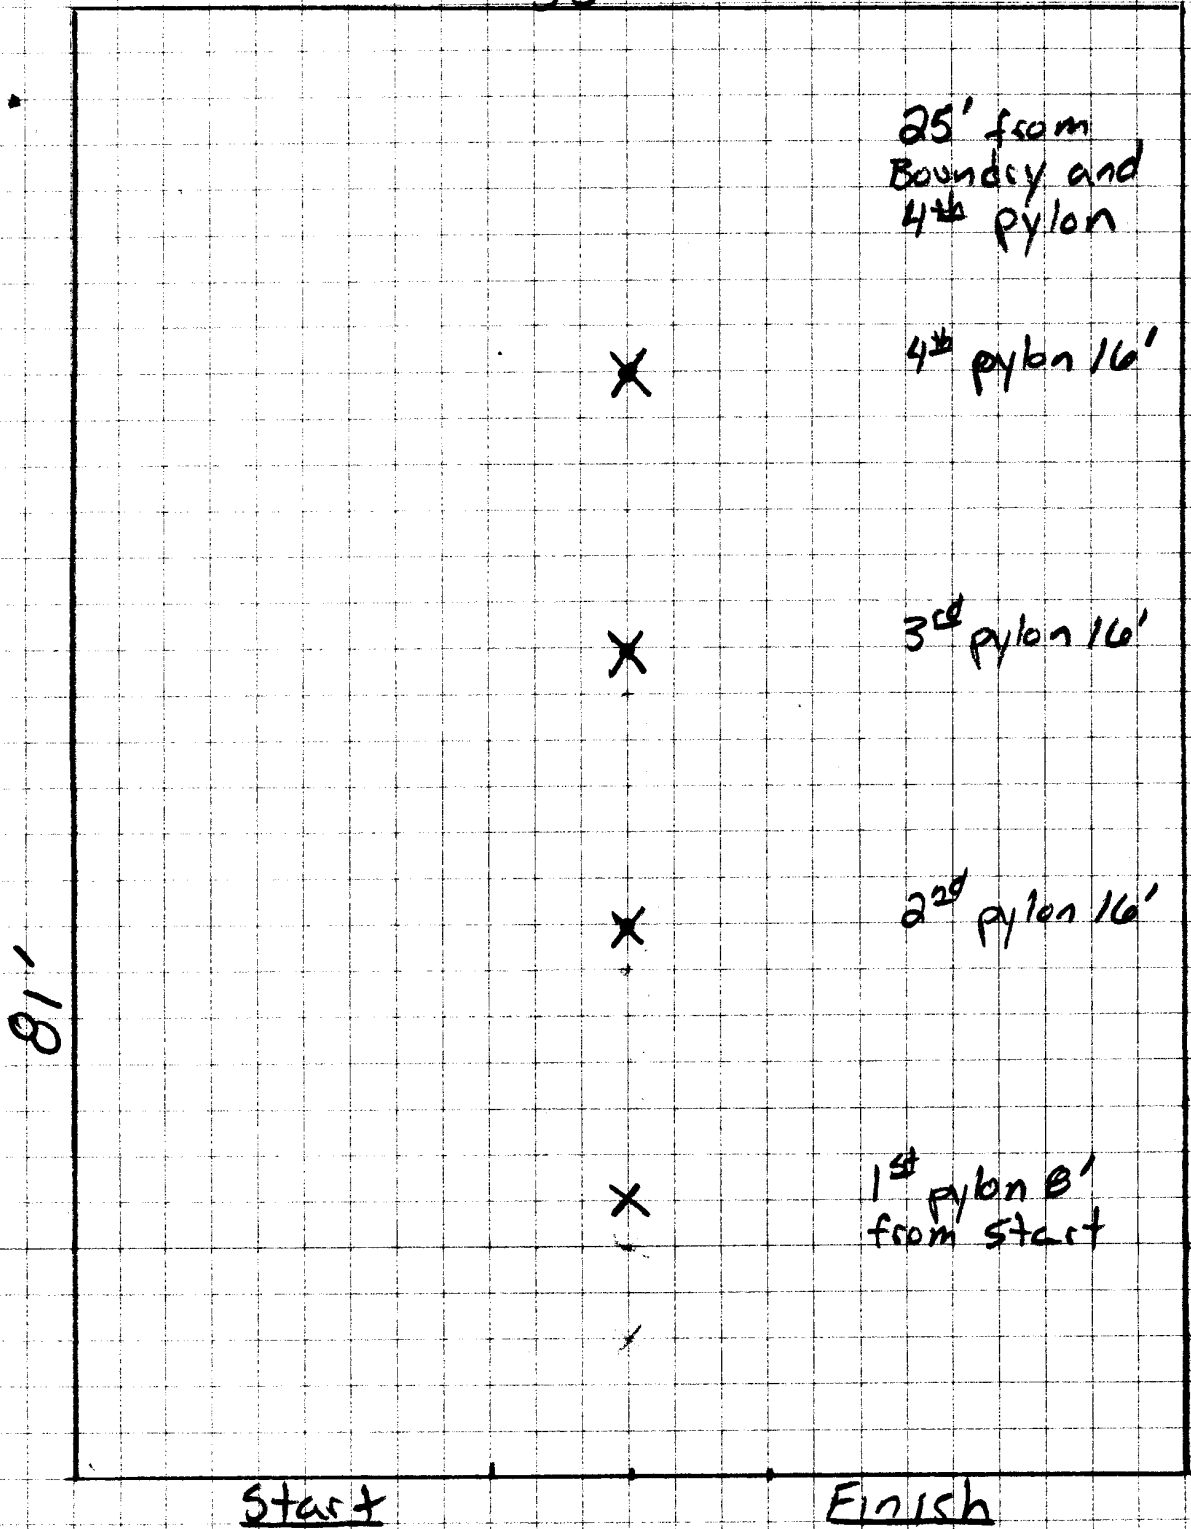 25' from
Boundry and
4th pylon
4th pylon 16'
3rd pylon 16'
2nd pylon 16'
81'
1st pylon 8'
from start
Start
Finish